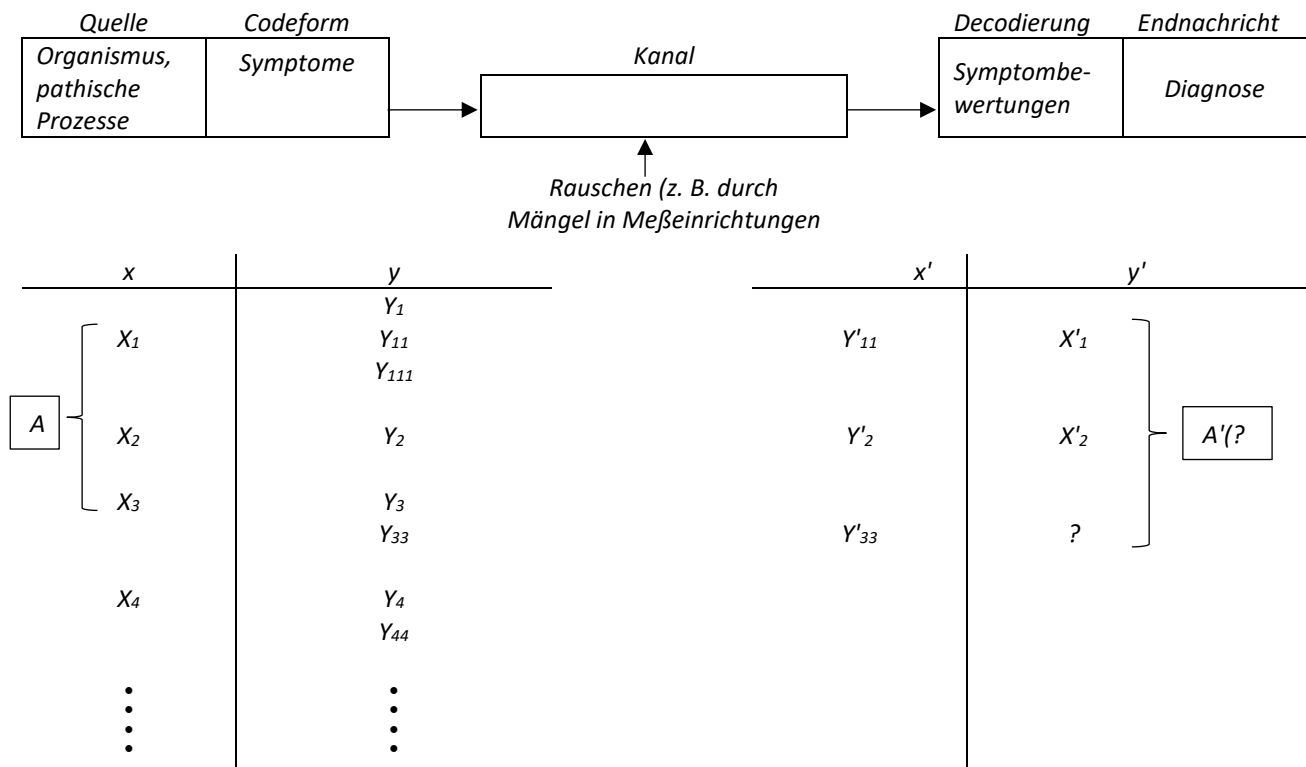 Quelle Codeform Decodierung Endnachricht
Organismus,
pathische
Prozesse
Symptome
Kanal
Symptombe-
wertungen
Diagnose
Rauschen (z. B. durch
Mängel in Meßeinrichtungen
x y x' y'
Y1
X1 Y11 Y'11 X'1
Y111
A X2 Y2 Y'2 X'2 A'(?
X3 Y3
Y33 Y'33 ?
X4 Y4
Y44